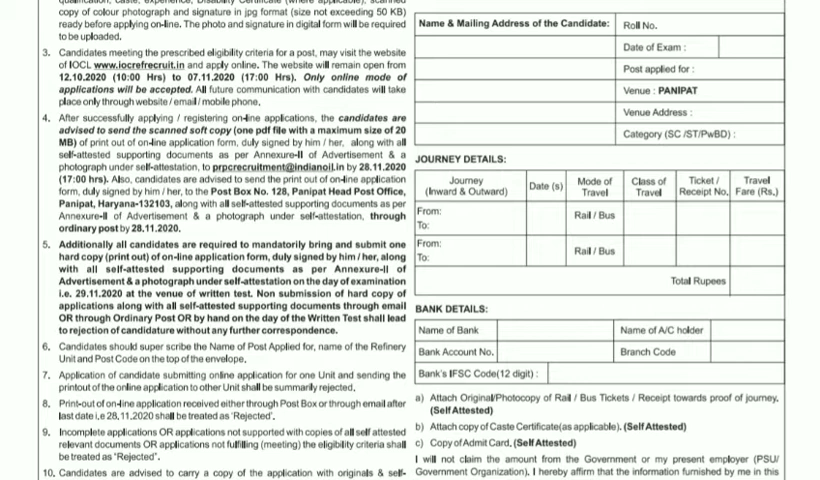 qualification, caste, experience, Disability Certificate (where applicable), scanned
copy of colour photograph and signature in jpg format (size not exceeding 50 KB)
ready before applying on-line. The photo and signature in digital form will be required
to be uploaded.
3. Candidates meeting the prescribed eligibility criteria for a post, may visit the website
of IOCL www.iocrefrecruit.in and apply online. The website will remain open from
12.10.2020 (10:00 Hrs) to 07.11.2020 (17:00 Hrs). Only online mode of
applications will be accepted. All future communication with candidates will take
place only through website / email / mobile phone.
4. After successfully applying / registering on-line applications, the candidates are
advised to send the scanned soft copy (one pdf file with a maximum size of 20
MB) of print out of on-line application form, duly signed by him / her, along with all
self-attested supporting documents as per Annexure-II of Advertisement & a
photograph under self-attestation, to prpcrecruitment@indianoil.in by 28.11.2020
(17:00 hrs). Also, candidates are advised to send the print out of on-line application
form, duly signed by him / her, to the Post Box No. 128, Panipat Head Post Office,
Panipat, Haryana-132103, along with all self-attested supporting documents as per
Annexure-II of Advertisement & a photograph under self-attestation, through
ordinary post by 28.11.2020.
5. Additionally all candidates are required to mandatorily bring and submit one
hard copy (print out) of on-line application form, duly signed by him / her, along
with all self-attested supporting documents as per Annexure-II of
Advertisement & a photograph under self-attestation on the day of examination
i.e. 29.11.2020 at the venue of written test. Non submission of hard copy of
applications along with all self-attested supporting documents through email
OR through Ordinary Post OR by hand on the day of the Written Test shall lead
to rejection of candidature without any further correspondence.
6. Candidates should super scribe the Name of Post Applied for, name of the Refinery
Unit and Post Code on the top of the envelope.
7. Application of candidate submitting online for one Unit and sending the
printout of the online application to other Unit shall be summarily rejected.
8. Print-out of on-line application received either through Post Box or through email after
last date i.e 28.11.2020 shall be treated as 'Rejected'.
9. Incomplete applications OR applications not supported with copies of all self attested
relevant documents OR applications not fulfilling (meeting) the eligibility criteria shall
be treated as "Rejected".
10. Candidates are advised to carry a copy of the application with originals & self-
Name & Mailing Address of the Candidate: Roll No.
Date of Exam :
Post applied for :
Venue : PANIPAT
Venue Address :
Category (SC /ST/PwBD) :
JOURNEY DETAILS:
Journey (Inward & Outward) Date (s) Mode of Travel Class of Travel Ticket / Receipt No. Travel Fare (Rs.)
From: To: Rail / Bus
From: To: Rail / Bus
Total Rupees
BANK DETAILS:
Name of Bank Name of A/C holder
Bank Account No. Branch Code
Bank's IFSC Code(12 digit) :
a) Attach Original/Photocopy of Rail / Bus Tickets / Receipt towards proof of journey.
(Self Attested)
b) Attach copy of Caste Certificate(as applicable). (Self Attested)
c) Copy of Admit Card. (Self Attested)
I will not claim the amount from the Government or my present employer (PSU/
Government Organization). I hereby affirm that the information furnished by me in this